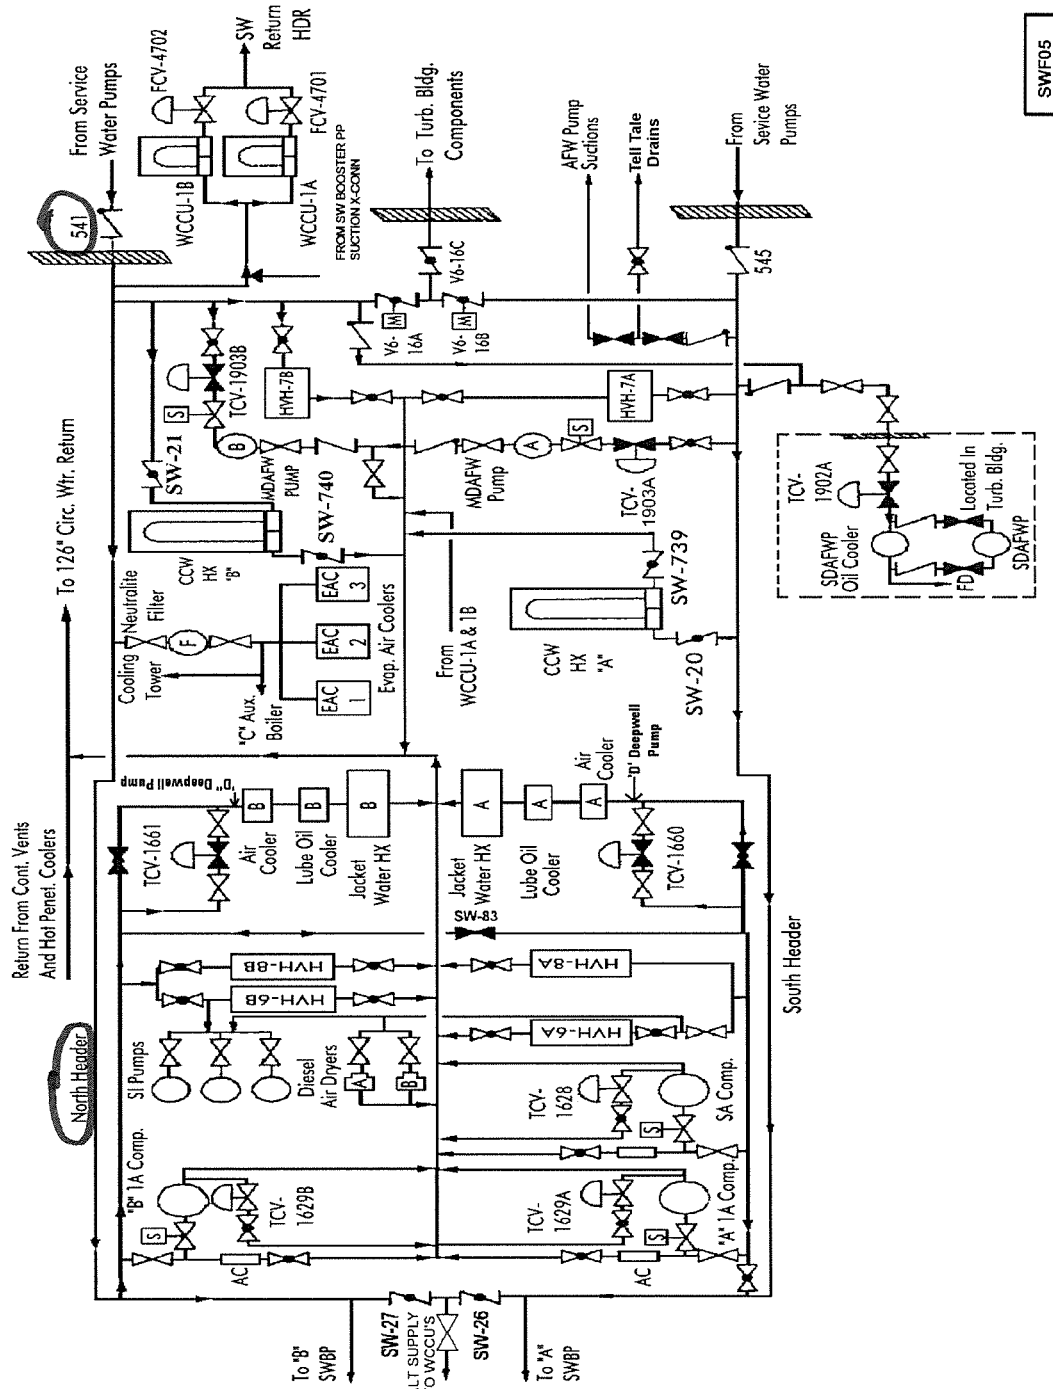 SWF05
FCV-4702
SW
Return
HDR
From Service
Water Pumps
FCV-4701
541
WCCU-1B
WCCU-1A
FROM SW BOOSTER PP
SUCTION X-CONN
To Turb. Bldg.
Components
AFW Pump
Suctions
Tell Tale
Drains
From
Sevice Water
Pumps
V6-16C
545
M
V6-
16A
M
V6-
16B
TCV-1903B
S
HVH-7B
HVH-7A
SW-21
B
MDAFW
PUMP
S
A
MDAFW
Pump
TCV-
1903A
TCV-
1902A
Located In
Turb. Bldg.
SDAFWP
Oil Cooler
SDAFWP
FD
To 126" Circ. Wtr. Return
CCW
HX
"B"
SW-740
SW-739
Neutralite
Filter
F
Cooling
Tower
EAC
3
EAC
2
EAC
1
Evap. Air Coolers
"C" Aux.
Boiler
From
WCCU-1A & 1B
CCW
HX
"A"
SW-20
"D" Deepwell Pump
'D' Deepwell
Pump
Return From Cont. Vents
And Hot Penet. Coolers
TCV-1661
B
Air
Cooler
B
Lube Oil
Cooler
B
Jacket
Water HX
A
Jacket
Water HX
A
Lube Oil
Cooler
A
Air
Cooler
TCV-1660
SW-83
HVH-8B
HVH-6B
HVH-8A
HVH-6A
South Header
North Header
SI Pumps
Diesel
Air Dryers
A
B
TCV-
1628
S
SA Comp.
"B" 1A Comp.
S
TCV-
1629B
AC
TCV-
1629A
S
"A" 1A Comp.
AC
To "B"
SWBP
SW-27
ALT SUPPLY
TO WCCU'S
SW-26
To "A"
SWBP